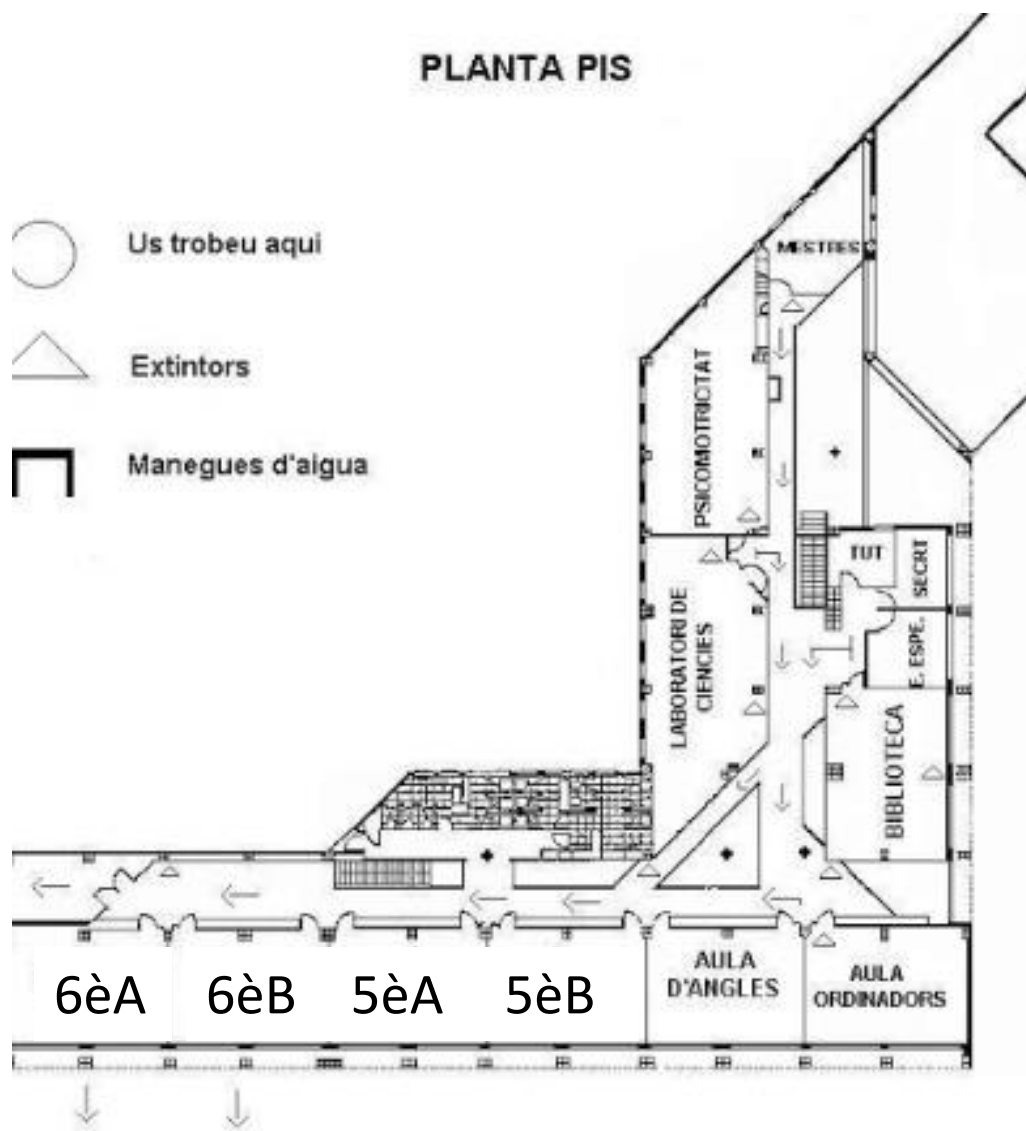 PLANTA PIS
Us trobeu aqui
MESTRES
Extintors
Manegues d'aigua
PSICOMOTRICTAT
TUT
SECRT
LABORATORI DE
CIENCIES
E. ESPE.
BIBLIOTECA
6èA
6èB
5èA
5èB
AULA
D'ANGLES
AULA
ORDINADORS